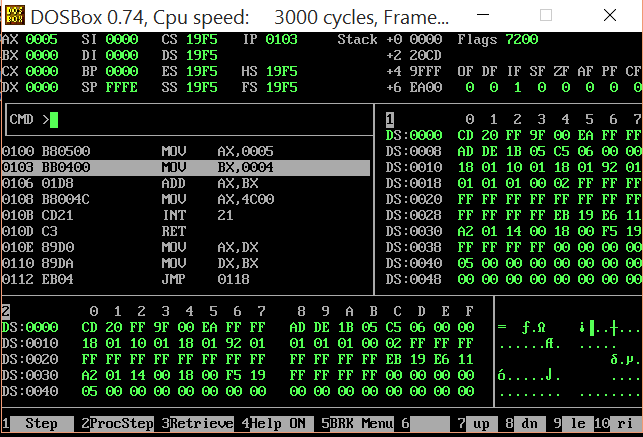 DOSBox 0.74, Cpu speed: 3000 cycles, Frame...
AX 0005 SI 0000 CS 19F5 IP 0103 Stack +0 0000 Flags 7200
BX 0000 DI 0000 DS 19F5 +2 20CD
CX 0000 BP 0000 ES 19F5 HS 19F5 +4 9FFF OF DF IF SF ZF AF PF CF
DX 0000 SP FFFE SS 19F5 FS 19F5 +6 EA00 0 0 1 0 0 0 0 0
CMD >
1 0 1 2 3 4 5 6 7
DS:0000 CD 20 FF 9F 00 EA FF FF
DS:0008 AD DE 1B 05 C5 06 00 00
DS:0010 18 01 10 01 18 01 92 01
DS:0018 01 01 01 00 02 FF FF FF
DS:0020 FF FF FF FF FF FF FF FF
DS:0028 FF FF FF FF EB 19 E6 11
DS:0030 A2 01 14 00 18 00 F5 19
DS:0038 FF FF FF FF 00 00 00 00
DS:0040 05 00 00 00 00 00 00 00
DS:0048 00 00 00 00 00 00 00 00
0100 B80500 MOV AX,0005
0103 BB0400 MOV BX,0004
0106 01D8 ADD AX,BX
0108 B8004C MOV AX,4C00
010B CD21 INT 21
010D C3 RET
010E 89D0 MOV AX,DX
0110 89DA MOV DX,BX
0112 EB04 JMP 0118
2 0 1 2 3 4 5 6 7 8 9 A B C D E F
DS:0000 CD 20 FF 9F 00 EA FF FF AD DE 1B 05 C5 06 00 00
DS:0010 18 01 10 01 18 01 92 01 01 01 01 00 02 FF FF FF
DS:0020 FF FF FF FF FF FF FF FF FF FF FF FF EB 19 E6 11
DS:0030 A2 01 14 00 18 00 F5 19 FF FF FF FF 00 00 00 00
DS:0040 05 00 00 00 00 00 00 00 00 00 00 00 00 00 00 00
= ƒ.Ω ¡▐..┼...
......Æ. ....
δ.µ.
ó.....J. ....
........ ........
1 Step 2ProcStep 3Retrieve 4Help ON 5BRK Menu 6 7 up 8 dn 9 le 10 ri